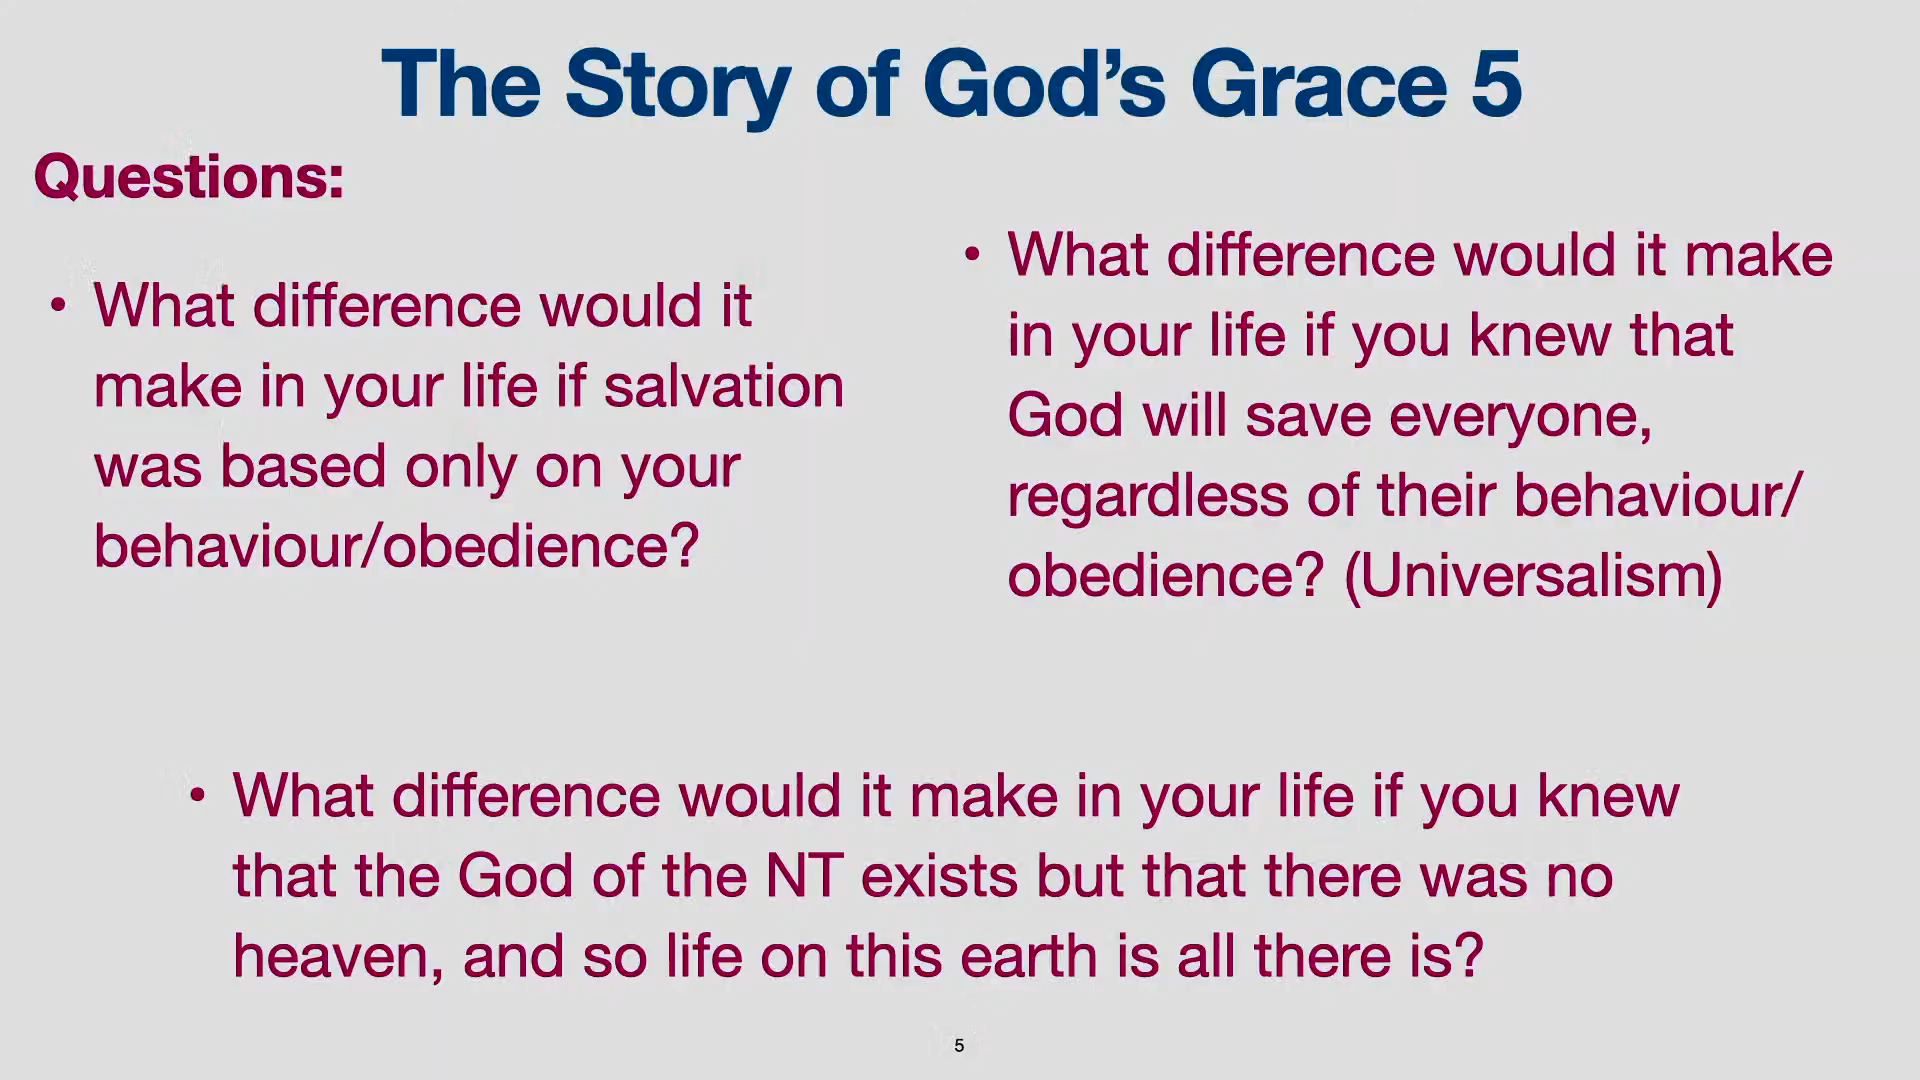 The Story of God’s Grace 5
Questions:
• What difference would it
make in your life if salvation
was based only on your
behaviour/obedience?
• What difference would it make
in your life if you knew that
God will save everyone,
regardless of their behaviour/
obedience? (Universalism)
• What difference would it make in your life if you knew
that the God of the NT exists but that there was no
heaven, and so life on this earth is all there is?
5